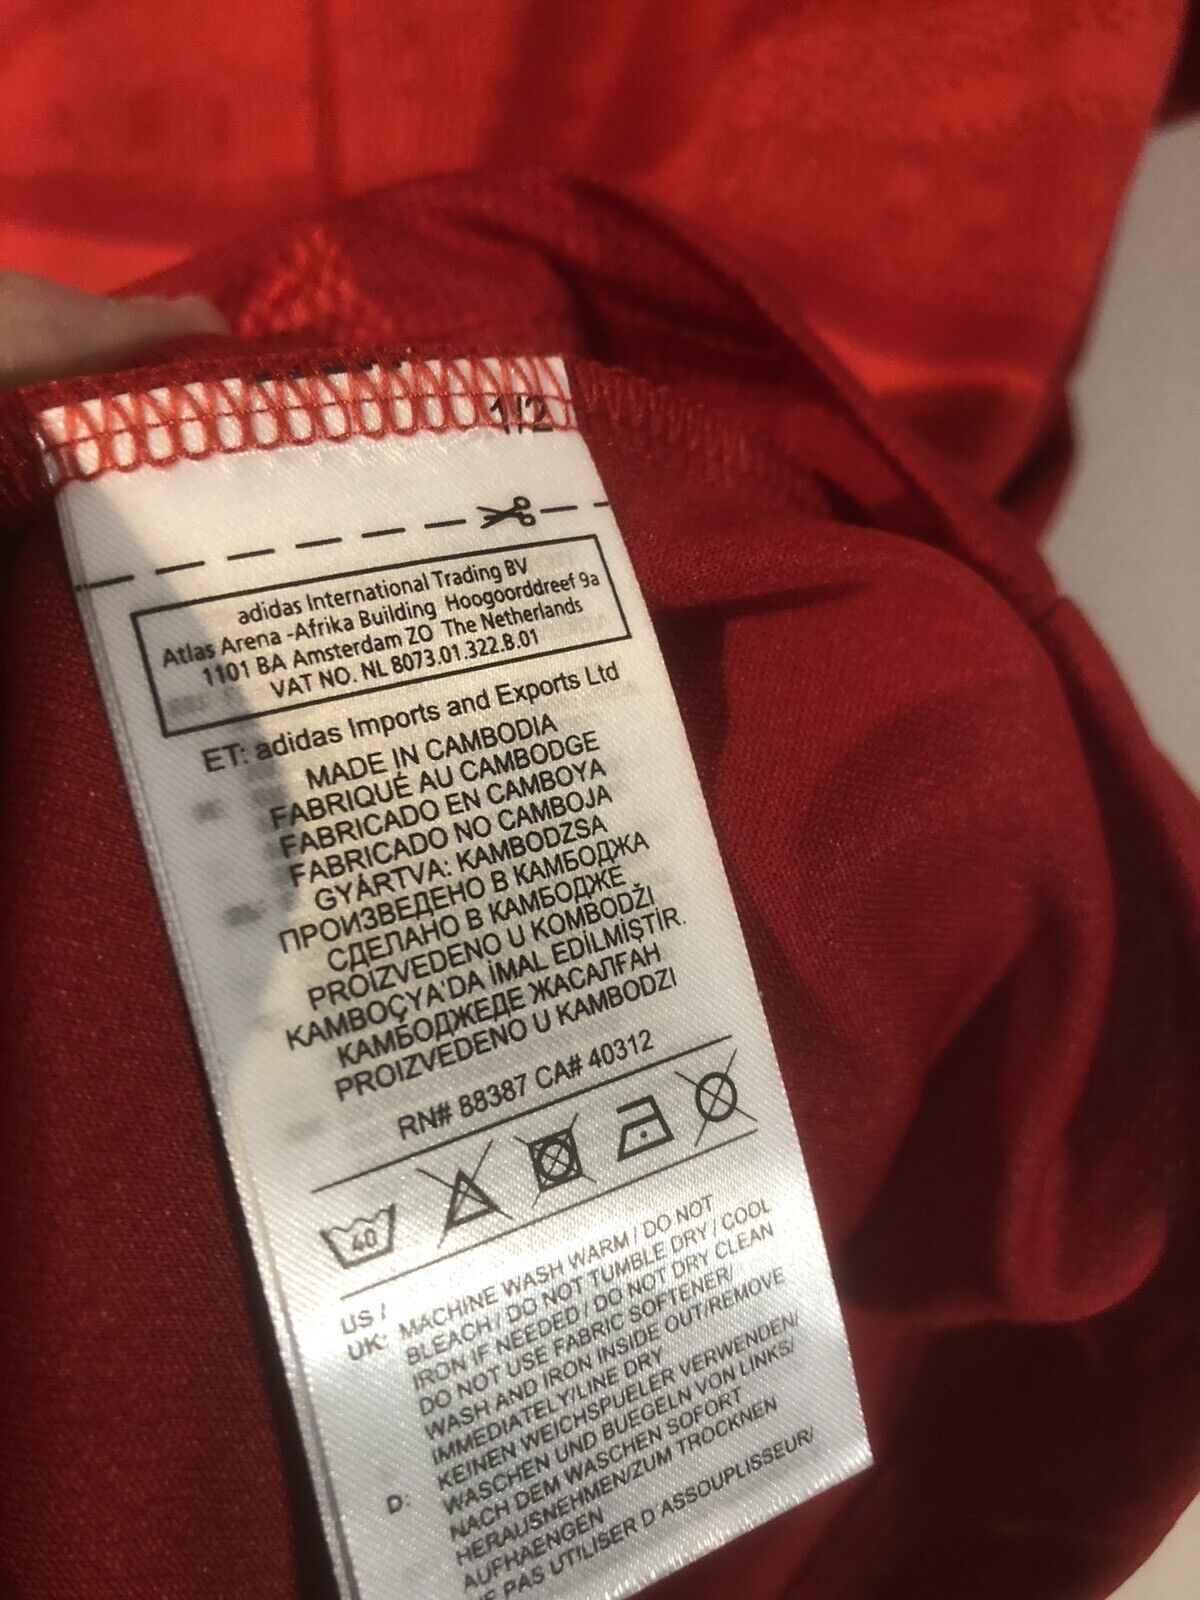 1/2
adidas International Trading BV
Atlas Arena -Afrika Building Hoogoorddreef 9a
1101 BA Amsterdam ZO The Netherlands
VAT NO. NL 8073.01.322.B.01
ET: adidas Imports and Exports Ltd
MADE IN CAMBODIA
FABRIQUÉ AU CAMBODGE
FABRICADO EN CAMBOYA
FABRICADO NO CAMBOJA
GYÁRTVA: KAMBODZSA
ПРОИЗВЕДЕНО В КАМБОДЖА
СДЕЛАНО В КАМБОДЖЕ
PROIZVEDENO U KOMBODŽI
KAMBOÇYA'DA İMAL EDİLMİŞTİR.
КАМБОДЖЕДЕ ЖАСАЛҒАН
PROIZVEDENO U KAMBODZI
RN# 88387 CA# 40312
40
US / MACHINE WASH WARM / DO NOT
UK: BLEACH / DO NOT TUMBLE DRY / COOL
IRON IF NEEDED / DO NOT DRY CLEAN
DO NOT USE FABRIC SOFTENER/
WASH AND IRON INSIDE OUT/REMOVE
IMMEDIATELY/LINE DRY
D: KEINEN WEICHSPUELER VERWENDEN/
WASCHEN UND BUEGELN VON LINKS/
NACH DEM WASCHEN SOFORT
HERAUSNEHMEN/ZUM TROCKNEN
AUFHAENGEN
PAS UTILISER D'ASSOUPLISSEUR/